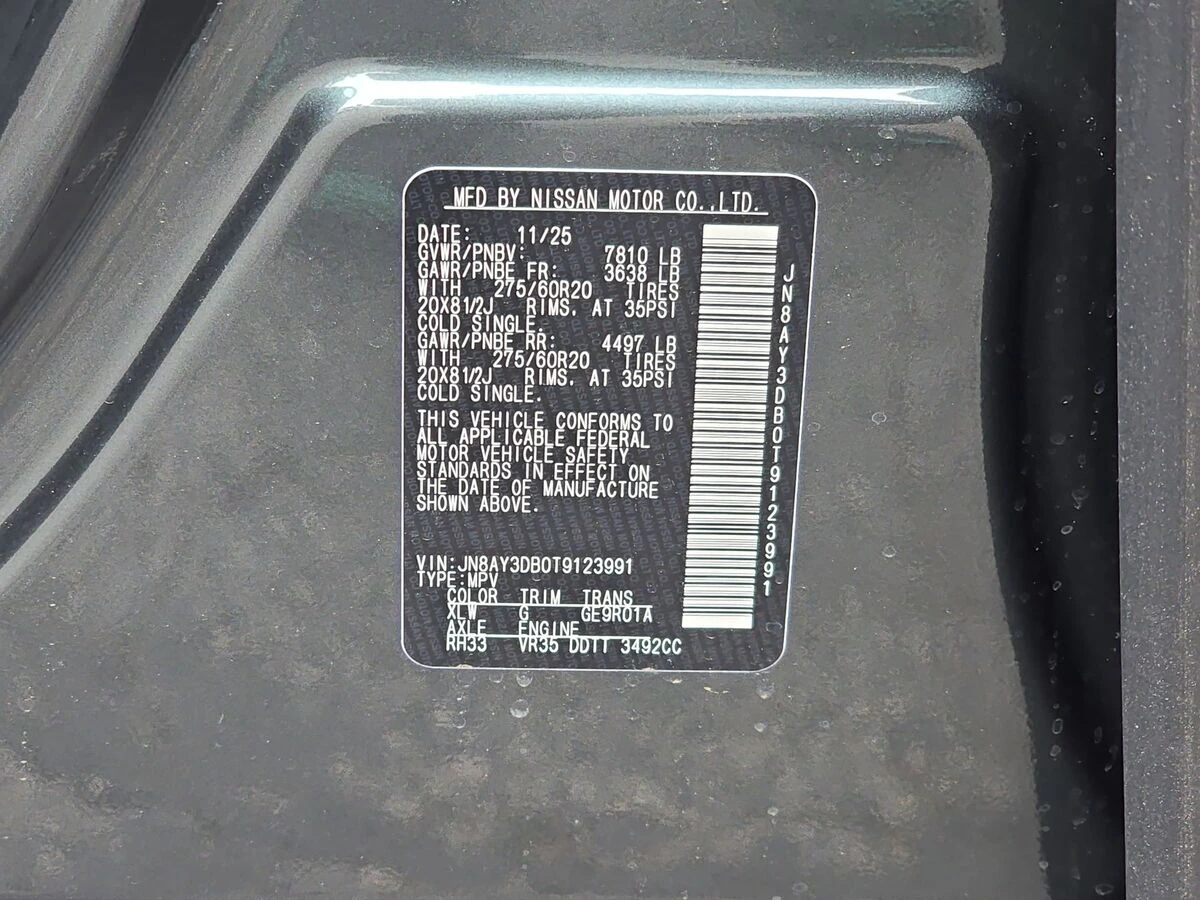 MFD BY NISSAN MOTOR CO.,LTD.
DATE: 11/25
GVWR/PNBV: 7810 LB
GAWR/PNBE FR: 3638 LB
WITH 275/60R20 TIRES
20X81/2J RIMS. AT 35PSI
COLD SINGLE.
GAWR/PNBE RR: 4497 LB
WITH 275/60R20 TIRES
20X81/2J RIMS. AT 35PSI
COLD SINGLE.
THIS VEHICLE CONFORMS TO
ALL APPLICABLE FEDERAL
MOTOR VEHICLE SAFETY
STANDARDS IN EFFECT ON
THE DATE OF MANUFACTURE
SHOWN ABOVE.
VIN:JN8AY3DB0T9123991
TYPE:MPV
COLOR TRIM TRANS
XLW G GE9R01A
AXLE ENGINE
RH33 VR35 DDTT 3492CC
JN8AY3DB0T9123991